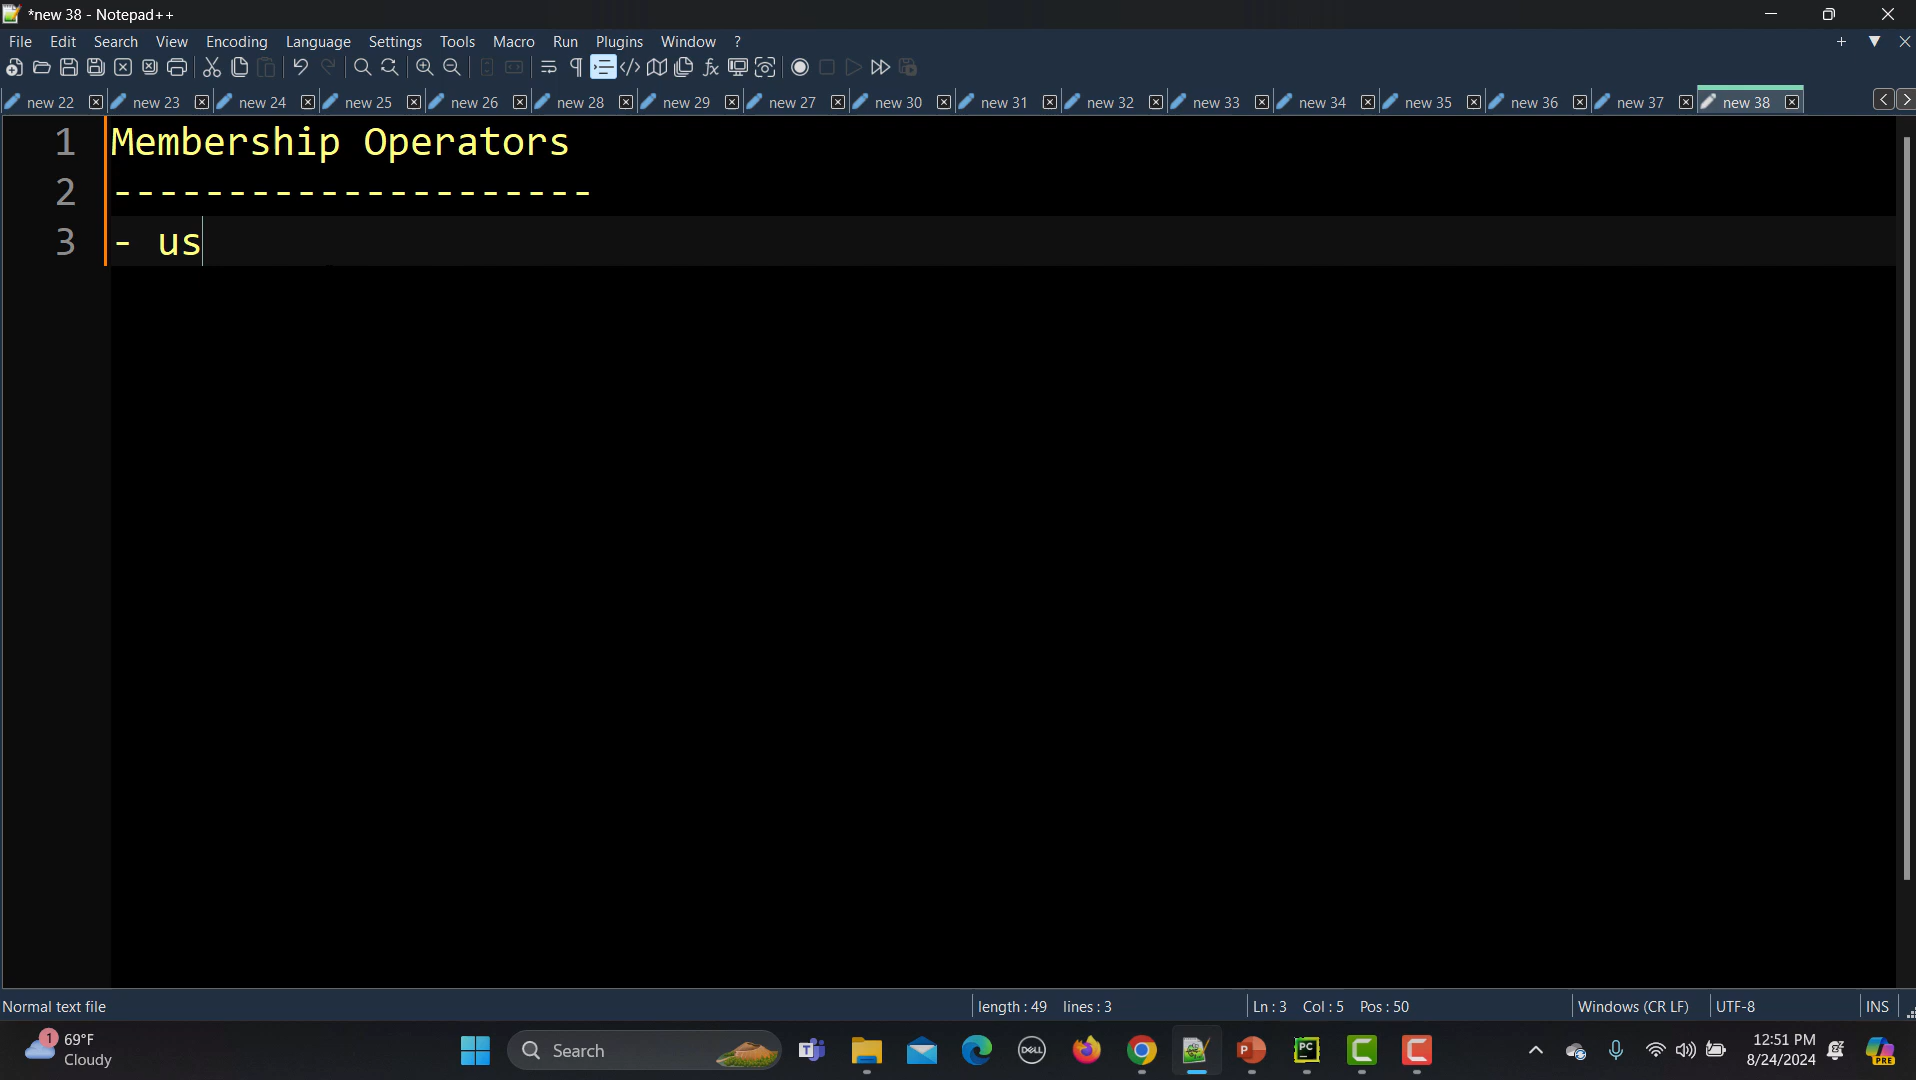 *new 38 - Notepad++
File Edit Search View Encoding Language Settings Tools Macro Run Plugins Window ?
new 22 new 23 new 24 new 25 new 26 new 28 new 29 new 27 new 30 new 31 new 32 new 33 new 34 new 35 new 36 new 37 new 38
1 Membership Operators
2 ---------------------
3 - us
Normal text file length : 49 lines : 3 Ln : 3 Col : 5 Pos : 50 Windows (CR LF) UTF-8 INS
1 69°F
Cloudy
Search
DELL
PC
12:51 PM
8/24/2024
PRE